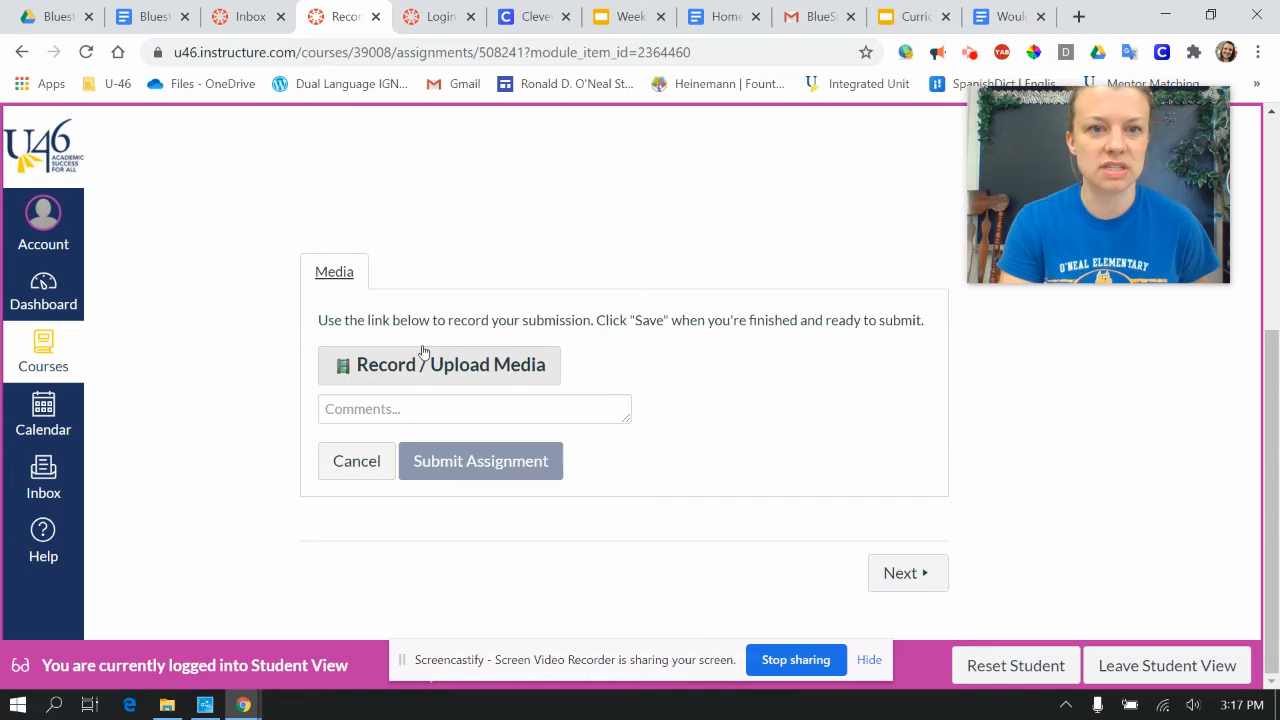 Bluest
Bluest
Inbox
Recor
Login
Cleve
Week
Home
BlueS
Curric
Woul
u46.instructure.com/courses/39008/assignments/508241?module_item_id=2364460
YAB
D
C
Apps
U-46
Files - OneDrive
Dual Language IGN...
Gmail
Ronald D. O'Neal St...
Heinemann | Fount...
Integrated Unit
SpanishDict | Englis...
Mentor Matching...
»
U46
ACADEMIC
SUCCESS
FOR ALL
Account
Dashboard
Courses
Calendar
Inbox
Help
O'NEAL ELEMENTARY
Media
Use the link below to record your submission. Click "Save" when you're finished and ready to submit.
Record / Upload Media
Comments...
Cancel
Submit Assignment
Next
You are currently logged into Student View
Screencastify - Screen Video Recorder is sharing your screen.
Stop sharing
Hide
Reset Student
Leave Student View
3:17 PM